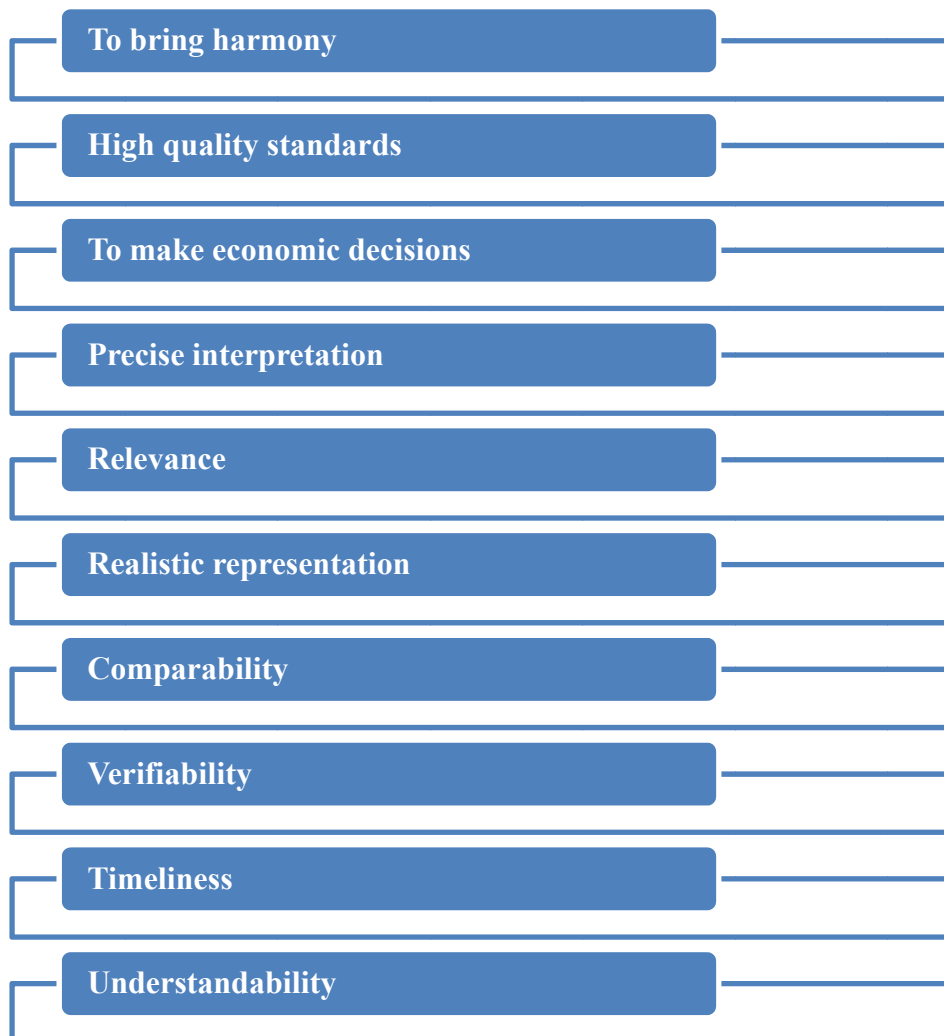 To bring harmony
High quality standards
To make economic decisions
Precise interpretation
Relevance
Realistic representation
Comparability
Verifiability
Timeliness
Understandability